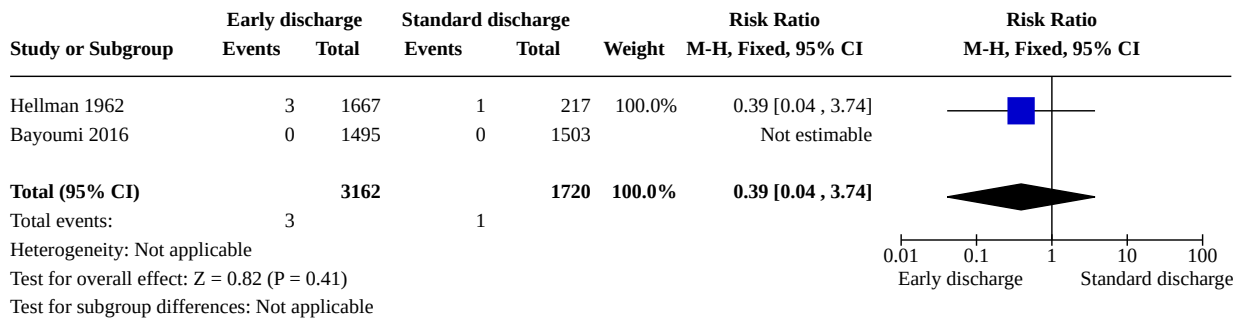 Early discharge Standard discharge Risk Ratio Risk Ratio
Study or Subgroup Events Total Events Total Weight M-H, Fixed, 95% CI M-H, Fixed, 95% CI
Hellman 1962 3 1667 1 217 100.0% 0.39 [0.04 , 3.74]
Bayoumi 2016 0 1495 0 1503 Not estimable
Total (95% CI) 3162 1720 100.0% 0.39 [0.04 , 3.74]
Total events: 3 1
Heterogeneity: Not applicable
0.01 0.1 1 10 100
Test for overall effect: Z = 0.82 (P = 0.41)
Early discharge Standard discharge
Test for subgroup differences: Not applicable